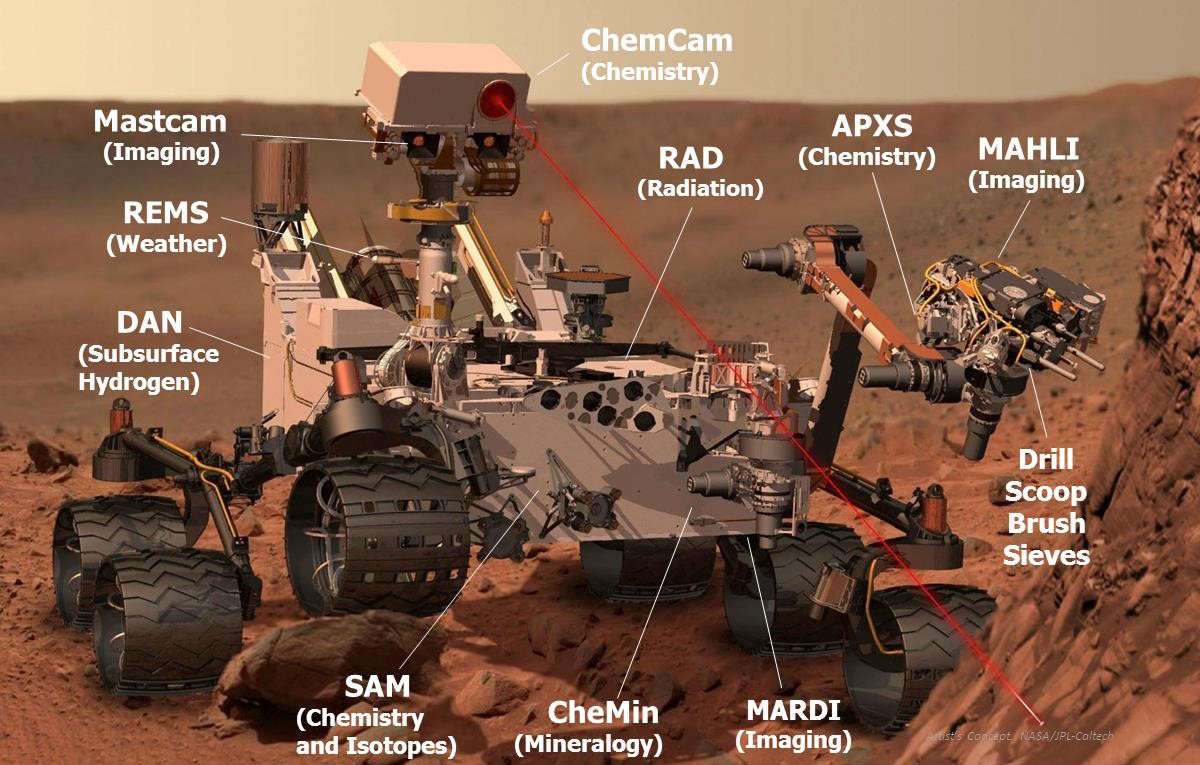 ChemCam
(Chemistry)
Mastcam
(Imaging)
APXS
(Chemistry)
MAHLI
(Imaging)
RAD
(Radiation)
REMS
(Weather)
DAN
(Subsurface
Hydrogen)
Drill
Scoop
Brush
Sieves
SAM
(Chemistry
and Isotopes)
CheMin
(Mineralogy)
MARDI
(Imaging)
Artist's Concept. NASA/JPL-Caltech